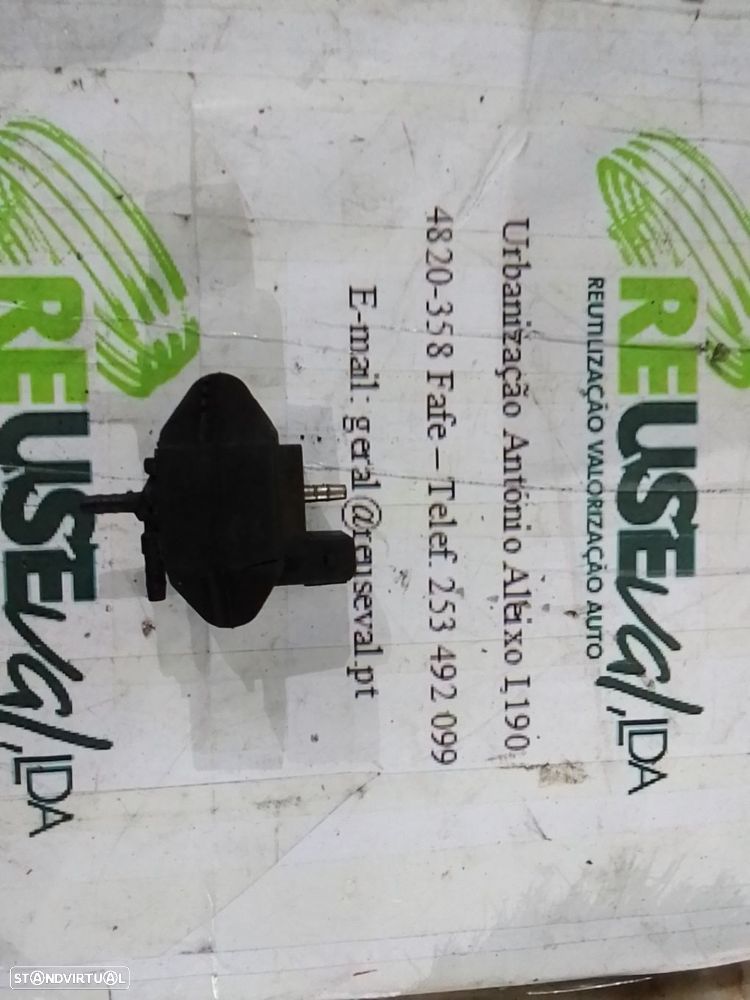 REUSEVal, LDA
REUTILIZAÇÃO VALORIZAÇÃO AUTO
Urbanização António Aleixo L190
4820-358 Fafe – Telef. 253 492 099
E-mail: geral@reuseval.pt
REUSEVal, LDA
STANDVIRTUAL